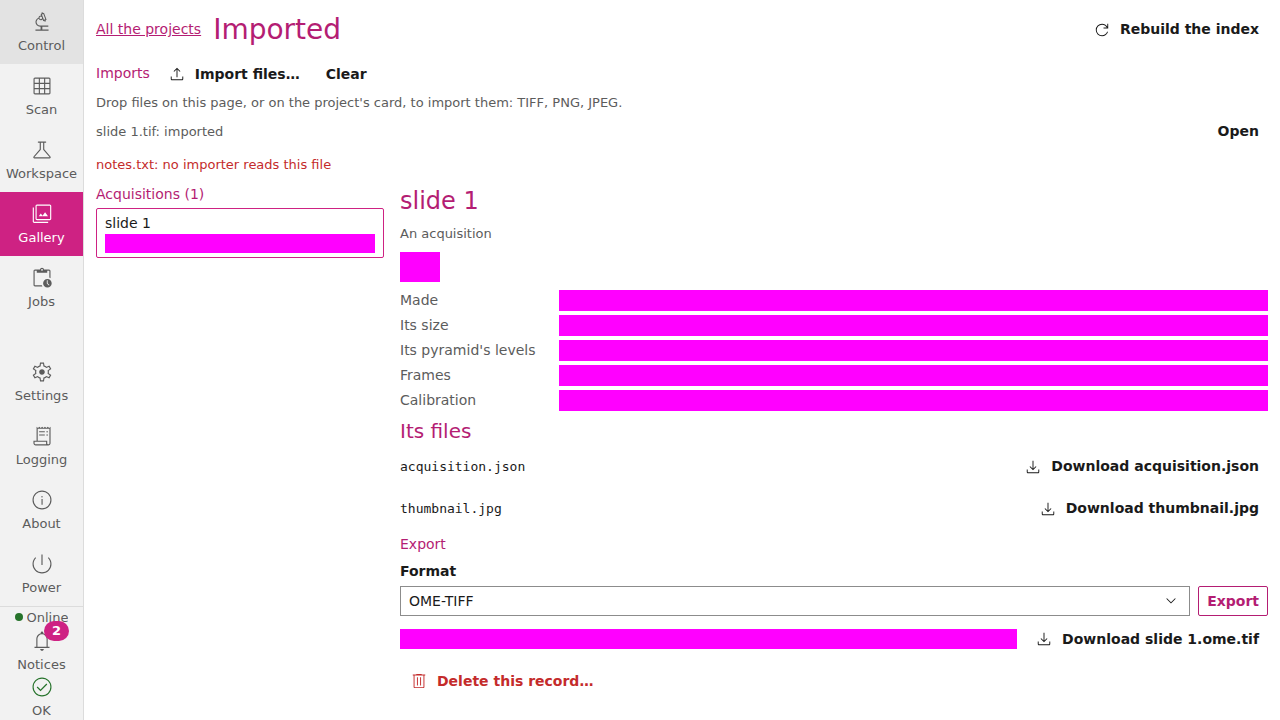 Control
Scan
Workspace
Gallery
Jobs
Settings
Logging
About
Power
Online
2
Notices
OK
All the projects Imported
Rebuild the index
Imports Import files… Clear
Drop files on this page, or on the project's card, to import them: TIFF, PNG, JPEG.
slide 1.tif: imported Open
notes.txt: no importer reads this file
Acquisitions (1)
slide 1
slide 1
An acquisition
Made
Its size
Its pyramid's levels
Frames
Calibration
Its files
acquisition.json Download acquisition.json
thumbnail.jpg Download thumbnail.jpg
Export
Format
OME-TIFF Export
Download slide 1.ome.tif
Delete this record…